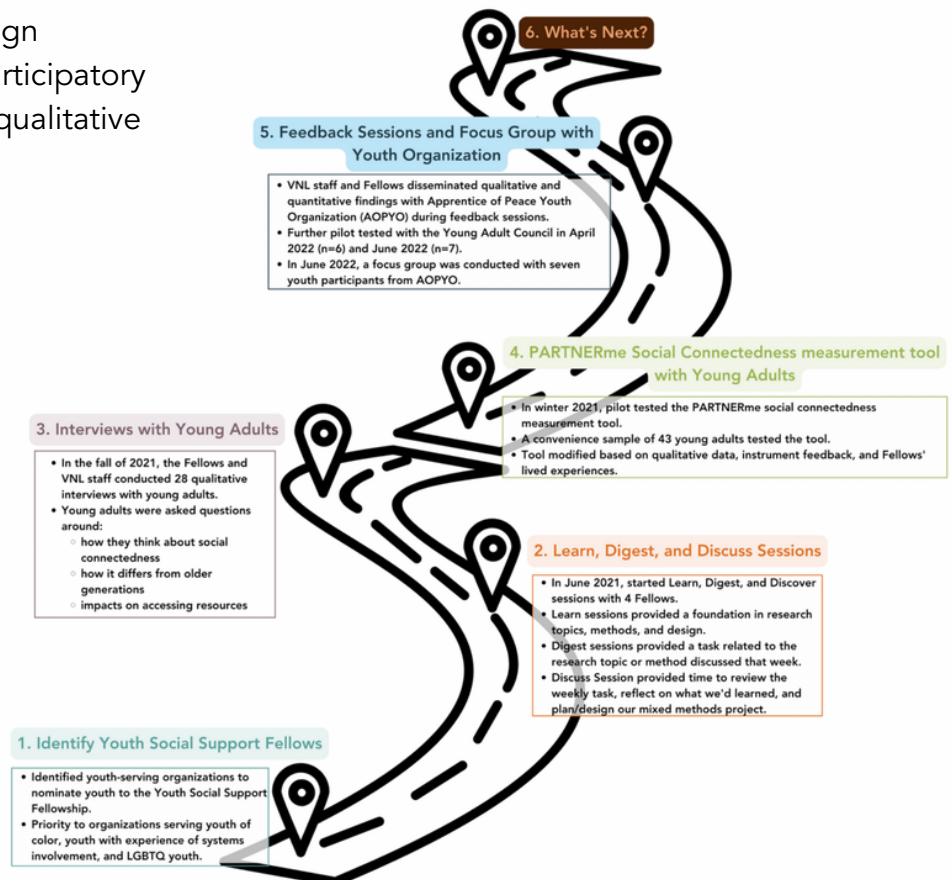 gn
rticipatory
qualitative
6. What's Next?
5. Feedback Sessions and Focus Group with
Youth Organization
• VNL staff and Fellows disseminated qualitative and
quantitative findings with Apprentice of Peace Youth
Organization (AOPYO) during feedback sessions.
• Further pilot tested with the Young Adult Council in April
2022 (n=6) and June 2022 (n=7).
• In June 2022, a focus group was conducted with seven
youth participants from AOPYO.
4. PARTNERme Social Connectedness measurement tool
with Young Adults
• In winter 2021, pilot tested the PARTNERme social connectedness
measurement tool.
• A convenience sample of 43 young adults tested the tool.
• Tool modified based on qualitative data, instrument feedback, and Fellows'
lived experiences.
3. Interviews with Young Adults
• In the fall of 2021, the Fellows and
VNL staff conducted 28 qualitative
interviews with young adults.
• Young adults were asked questions
around:
○ how they think about social
connectedness
○ how it differs from older
generations
○ impacts on accessing resources
2. Learn, Digest, and Discuss Sessions
• In June 2021, started Learn, Digest, and Discover
sessions with 4 Fellows.
• Learn sessions provided a foundation in research
topics, methods, and design.
• Digest sessions provided a task related to the
research topic or method discussed that week.
• Discuss Session provided time to review the
weekly task, reflect on what we'd learned, and
plan/design our mixed methods project.
1. Identify Youth Social Support Fellows
• Identified youth-serving organizations to
nominate youth to the Youth Social Support
Fellowship.
• Priority to organizations serving youth of
color, youth with experience of systems
involvement, and LGBTQ youth.